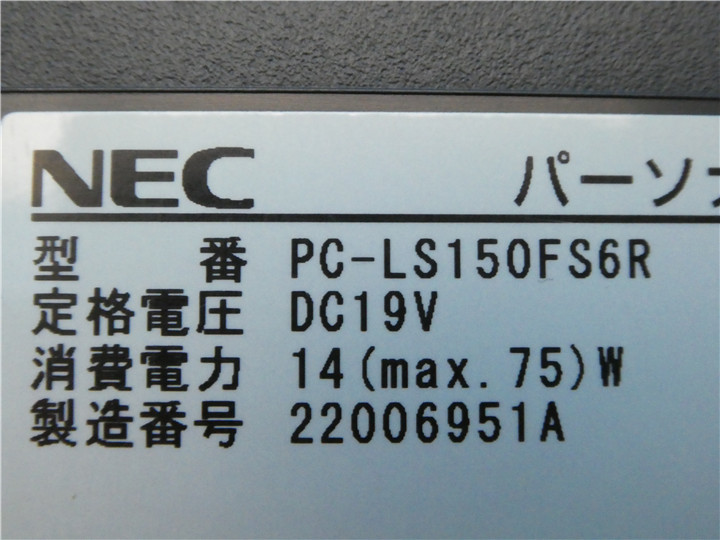 NEC パーソナ
型番 PC-LS150FS6R
定格電圧 DC19V
消費電力 14(max.75)W
製造番号 22006951A